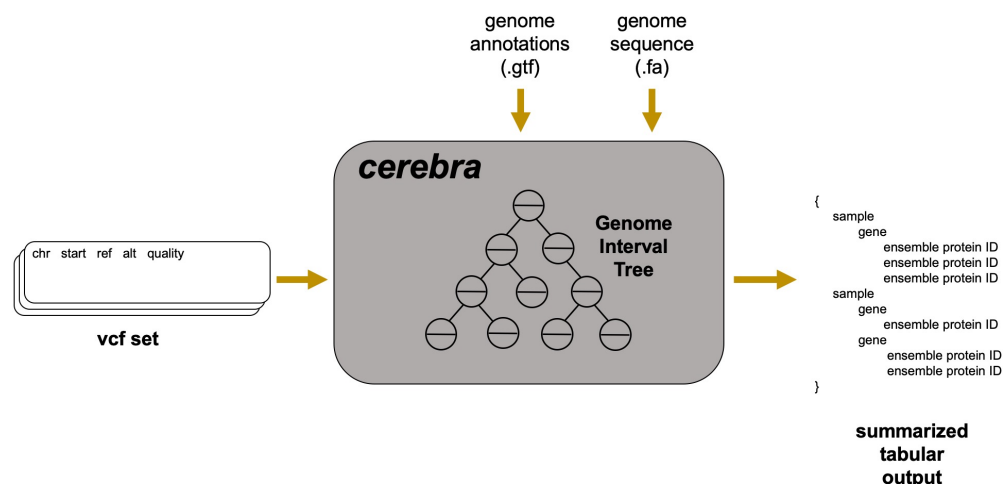 genome
annotations
(.gtf)
genome
sequence
(.fa)
cerebra
Genome
Interval
Tree
chr start ref alt quality
vcf set
{
sample
gene
ensemble protein ID
ensemble protein ID
ensemble protein ID
sample
gene
ensemble protein ID
gene
ensemble protein ID
ensemble protein ID
}
summarized
tabular
output